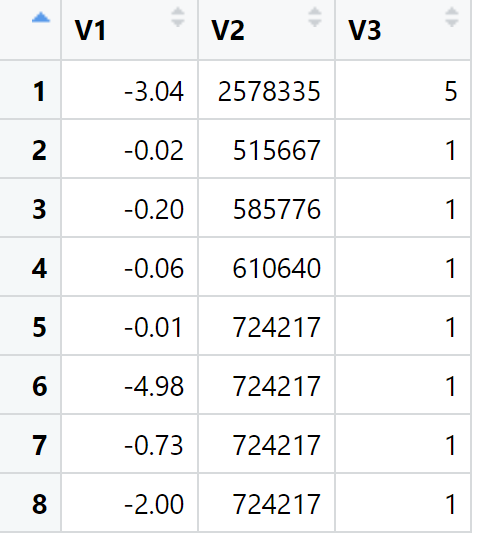 V1 V2 V3
1 -3.04 2578335 5
2 -0.02 515667 1
3 -0.20 585776 1
4 -0.06 610640 1
5 -0.01 724217 1
6 -4.98 724217 1
7 -0.73 724217 1
8 -2.00 724217 1